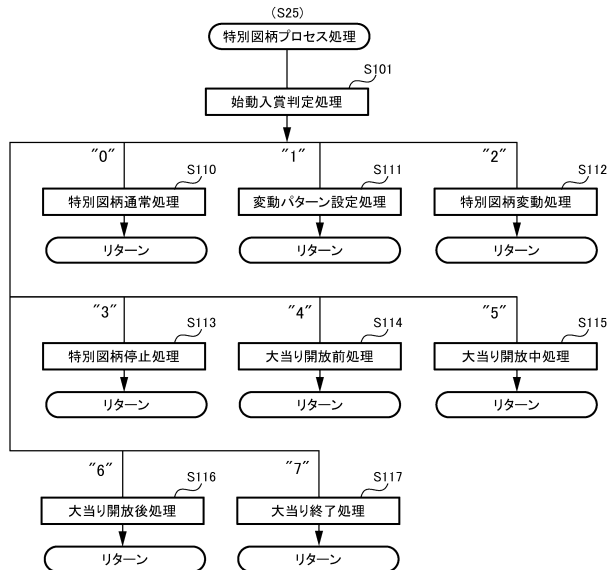 (S25)
特別図柄プロセス処理
S101
始動入賞判定処理
"0"
"1"
"2"
S110
S111
S112
特別図柄通常処理
変動パターン設定処理
特別図柄変動処理
リターン
リターン
リターン
"3"
"4"
"5"
S113
S114
S115
特別図柄停止処理
大当り開放前処理
大当り開放中処理
リターン
リターン
リターン
"6"
"7"
S116
S117
大当り開放後処理
大当り終了処理
リターン
リターン